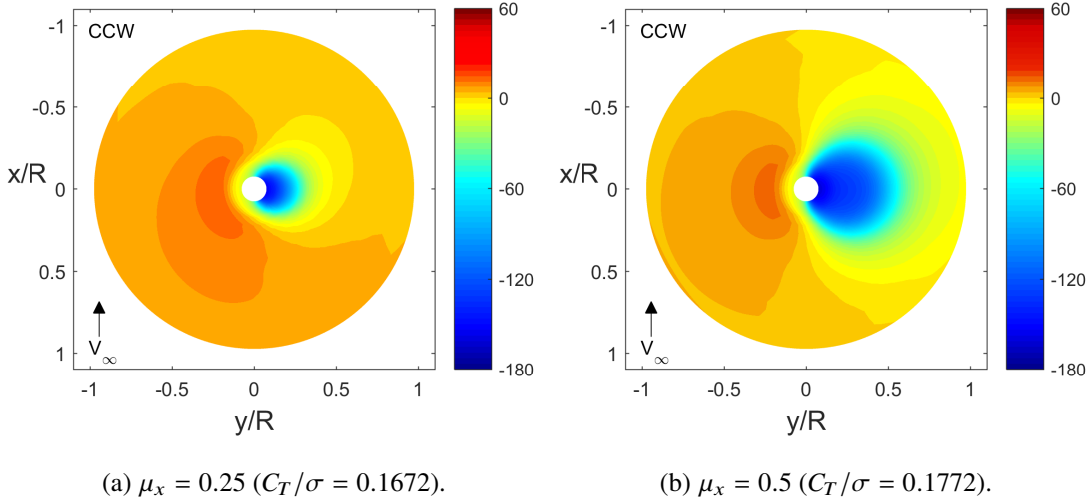 CCW
-1
-0.5
x/R 0
0.5
1
V∞
-1 -0.5 0 0.5 1
y/R
60
0
-60
-120
-180
(a) μx = 0.25 (CT/σ = 0.1672).
CCW
-1
-0.5
x/R 0
0.5
1
V∞
-1 -0.5 0 0.5 1
y/R
60
0
-60
-120
-180
(b) μx = 0.5 (CT/σ = 0.1772).